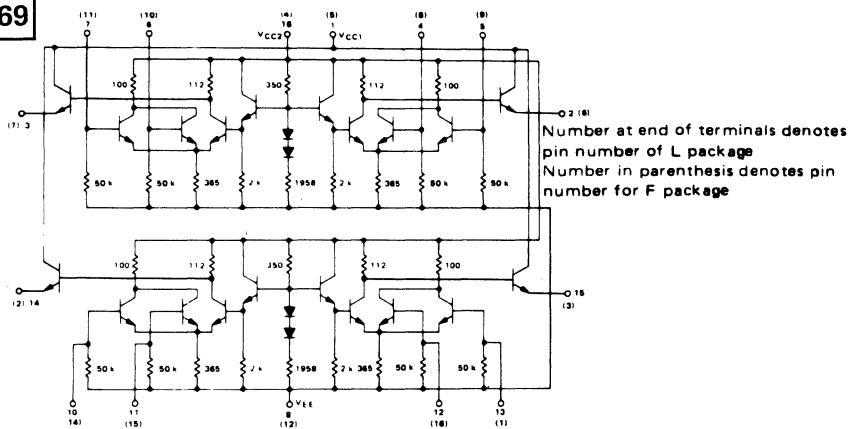 69
(11) (10) (4) (5) (8) (9)
7 6 16 1 4 5
VCC2 VCC1
100 112 350 112 100
(7) 3
2 (6)
Number at end of terminals denotes
pin number of L package
Number in parenthesis denotes pin
number for F package
50 k 50 k 365 2 k 1958 2 k 365 50 k 50 k
100 112 350 112 100
(2) 14
15
(3)
50 k 50 k 365 2 k 1958 2 k 365 50 k 50 k
10 11 8 VEE 12 13
14) (15) (12) (16) (1)